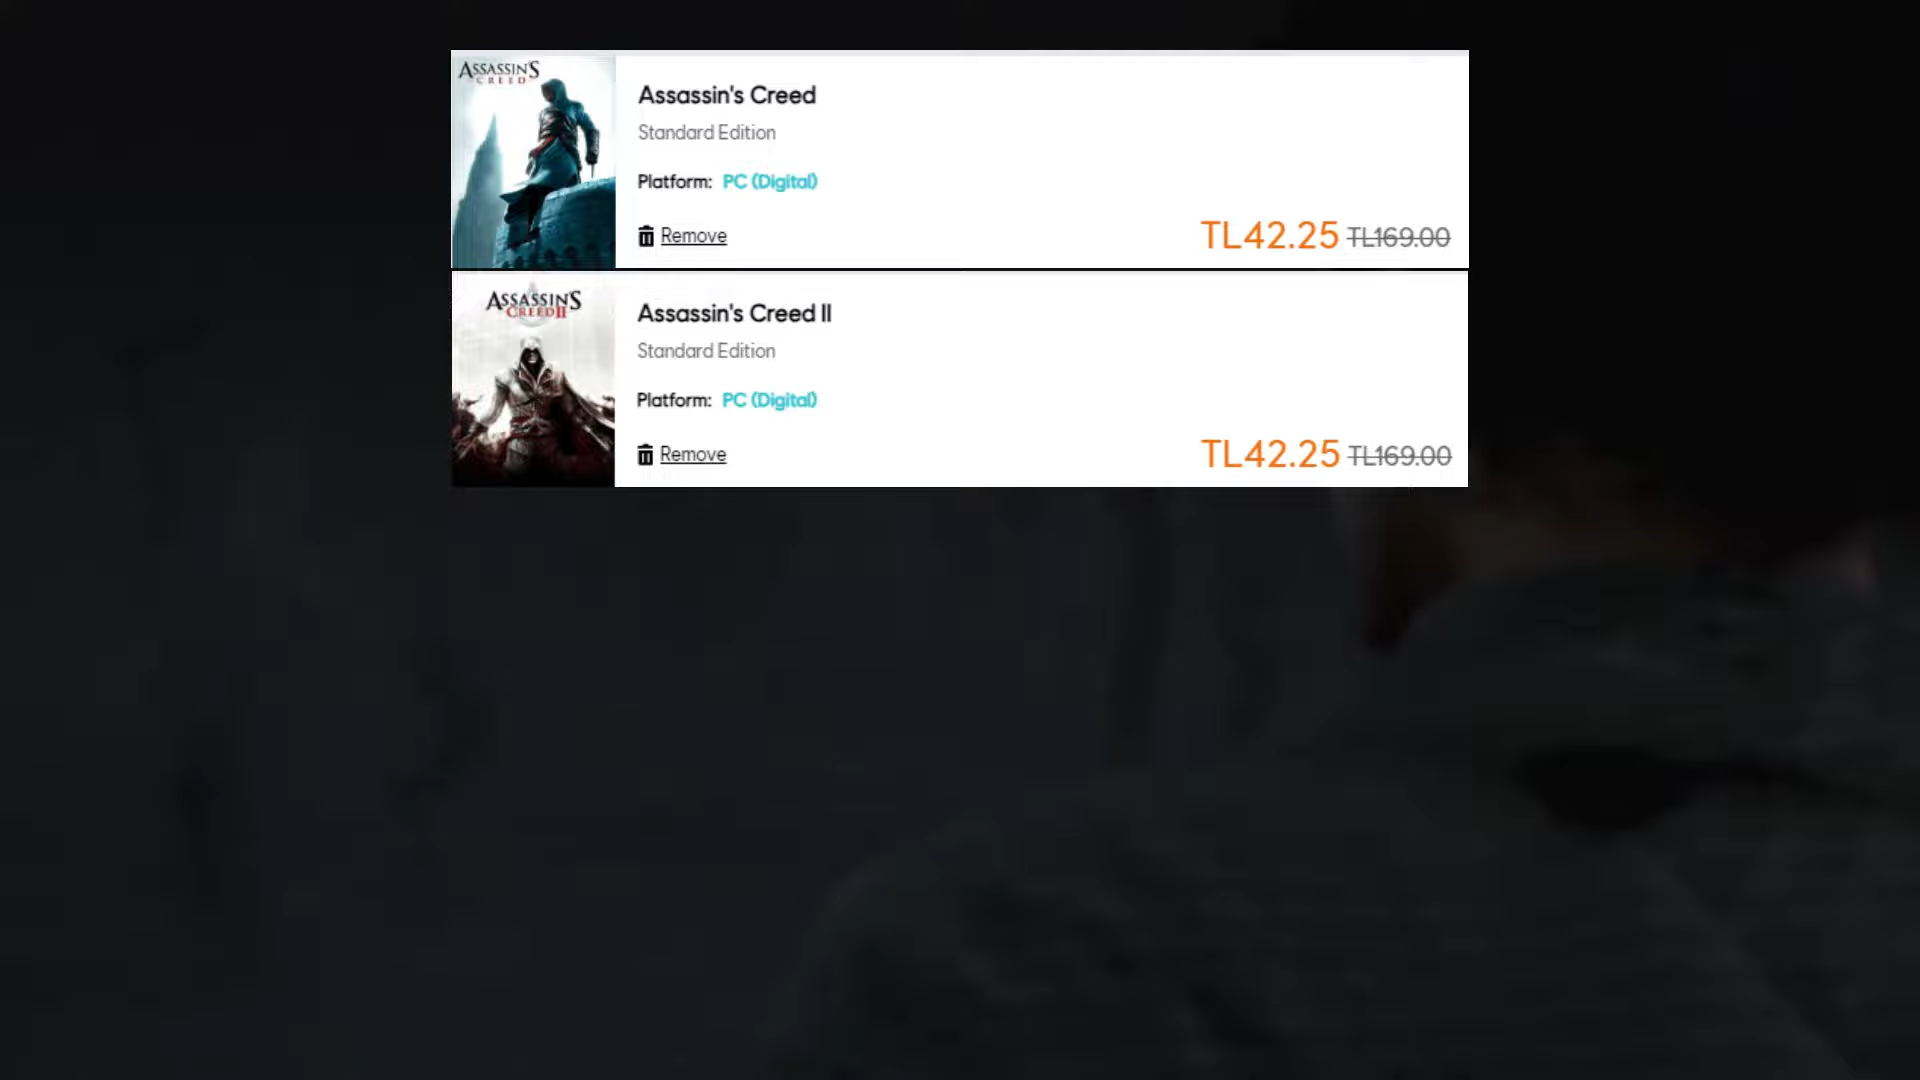 ASSASSIN'S
CREED
Assassin's Creed
Standard Edition
Platform: PC (Digital)
Remove
TL42.25 TL169.00
ASSASSIN'S
CREED II
Assassin's Creed II
Standard Edition
Platform: PC (Digital)
Remove
TL42.25 TL169.00